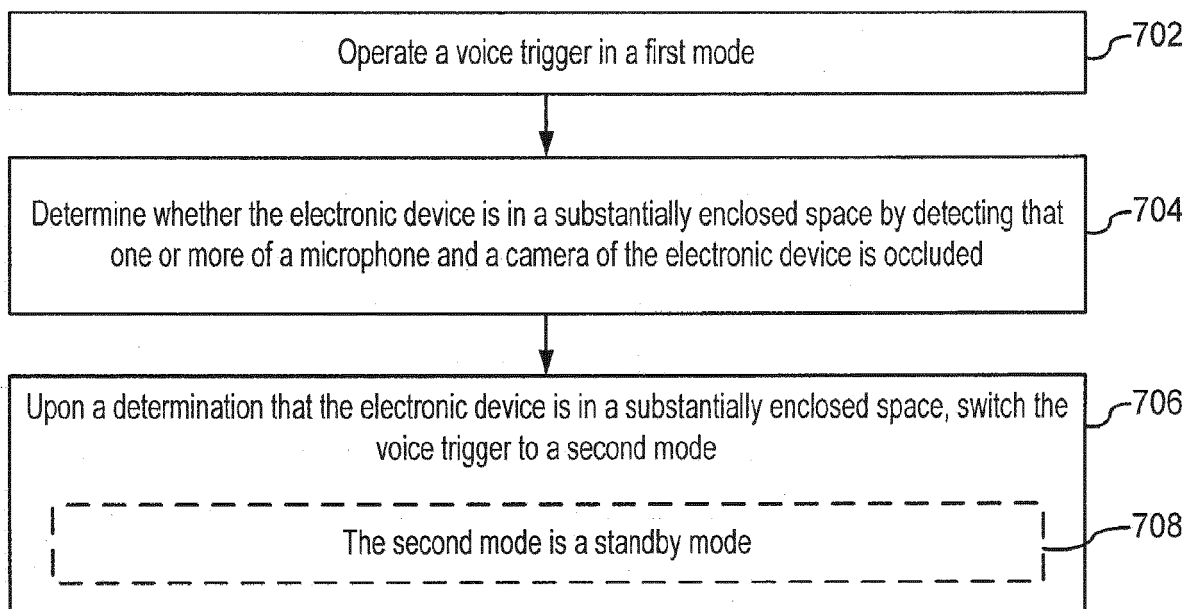 Operate a voice trigger in a first mode
702
Determine whether the electronic device is in a substantially enclosed space by detecting that
one or more of a microphone and a camera of the electronic device is occluded
704
Upon a determination that the electronic device is in a substantially enclosed space, switch the
voice trigger to a second mode
706
The second mode is a standby mode
708